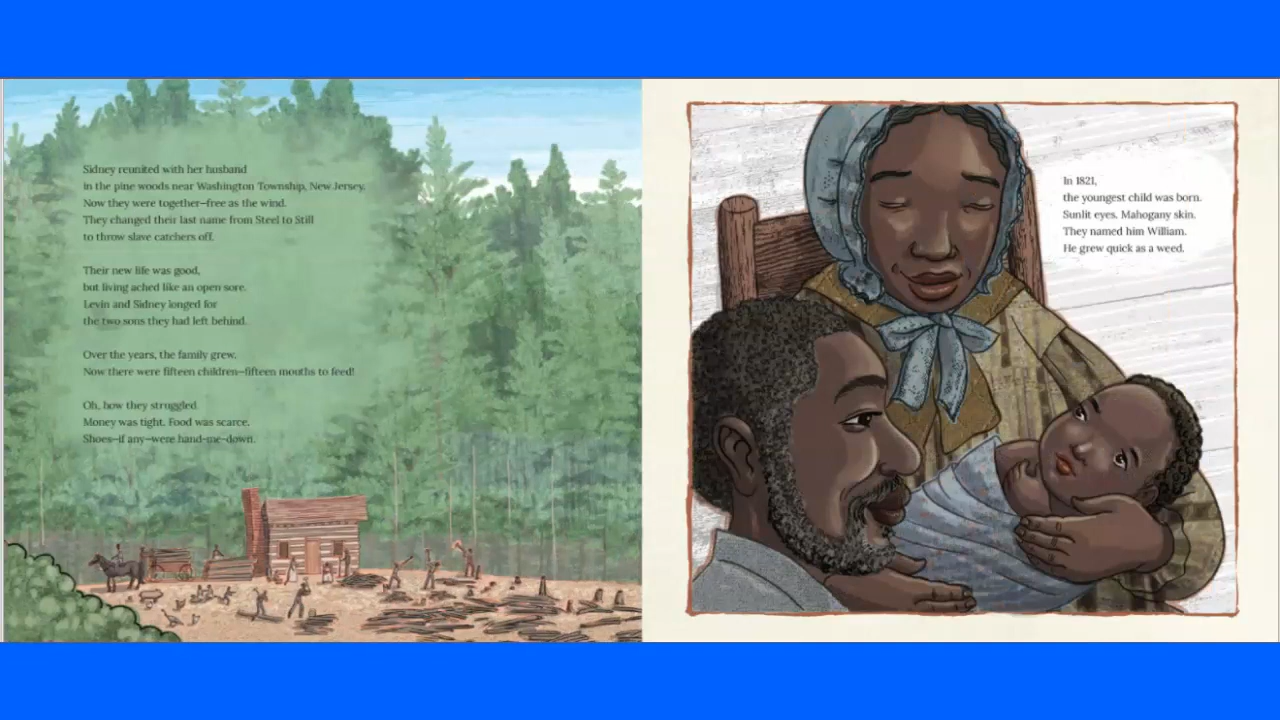 Sidney reunited with her husband
in the pine woods near Washington Township, New Jersey.
Now they were together—free as the wind.
They changed their last name from Steel to Still
to throw slave catchers off.
Their new life was good,
but living ached like an open sore.
Levin and Sidney longed for
the two sons they had left behind.
Over the years, the family grew.
Now there were fifteen children—fifteen mouths to feed!
Oh, how they struggled.
Money was tight. Food was scarce.
Shoes—if any—were hand-me-down.
In 1821,
the youngest child was born.
Sunlit eyes. Mahogany skin.
They named him William.
He grew quick as a weed.